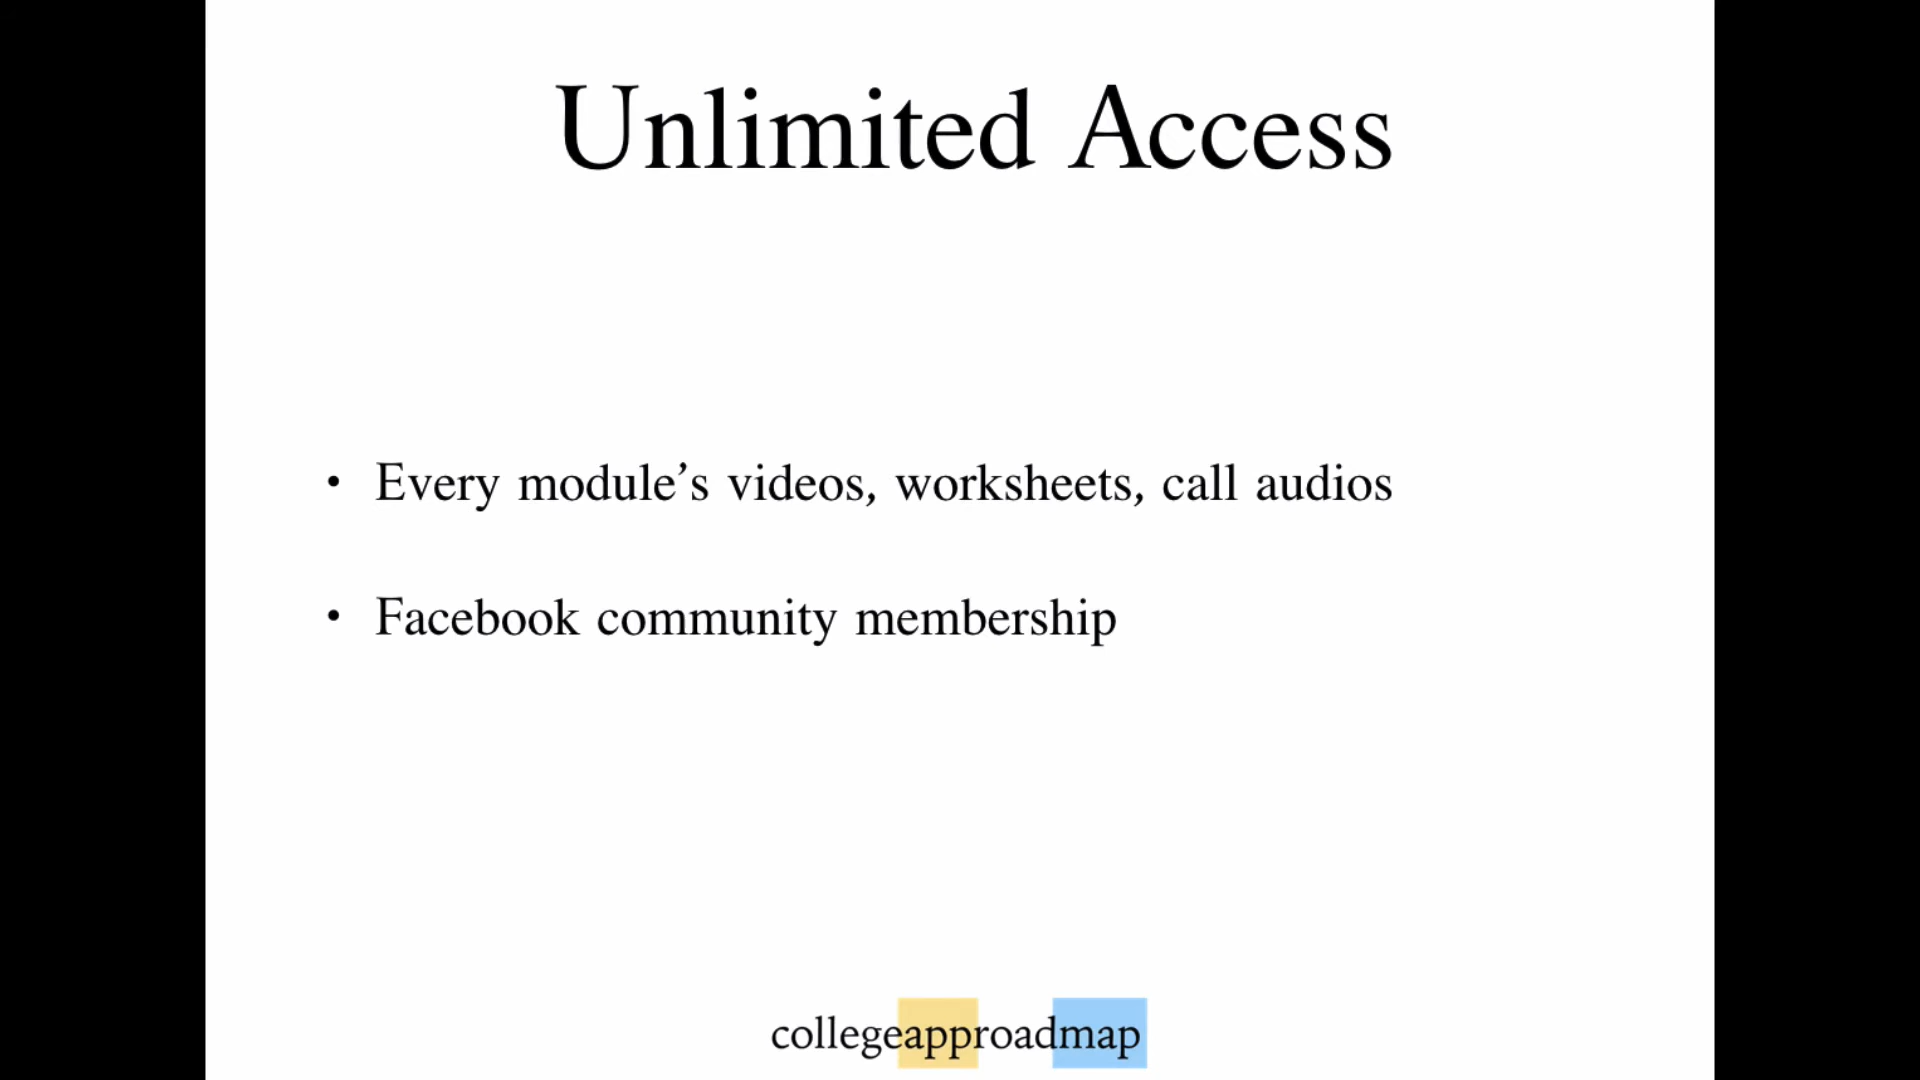 Unlimited Access
• Every module’s videos, worksheets, call audios
• Facebook community membership
collegeapproadmap